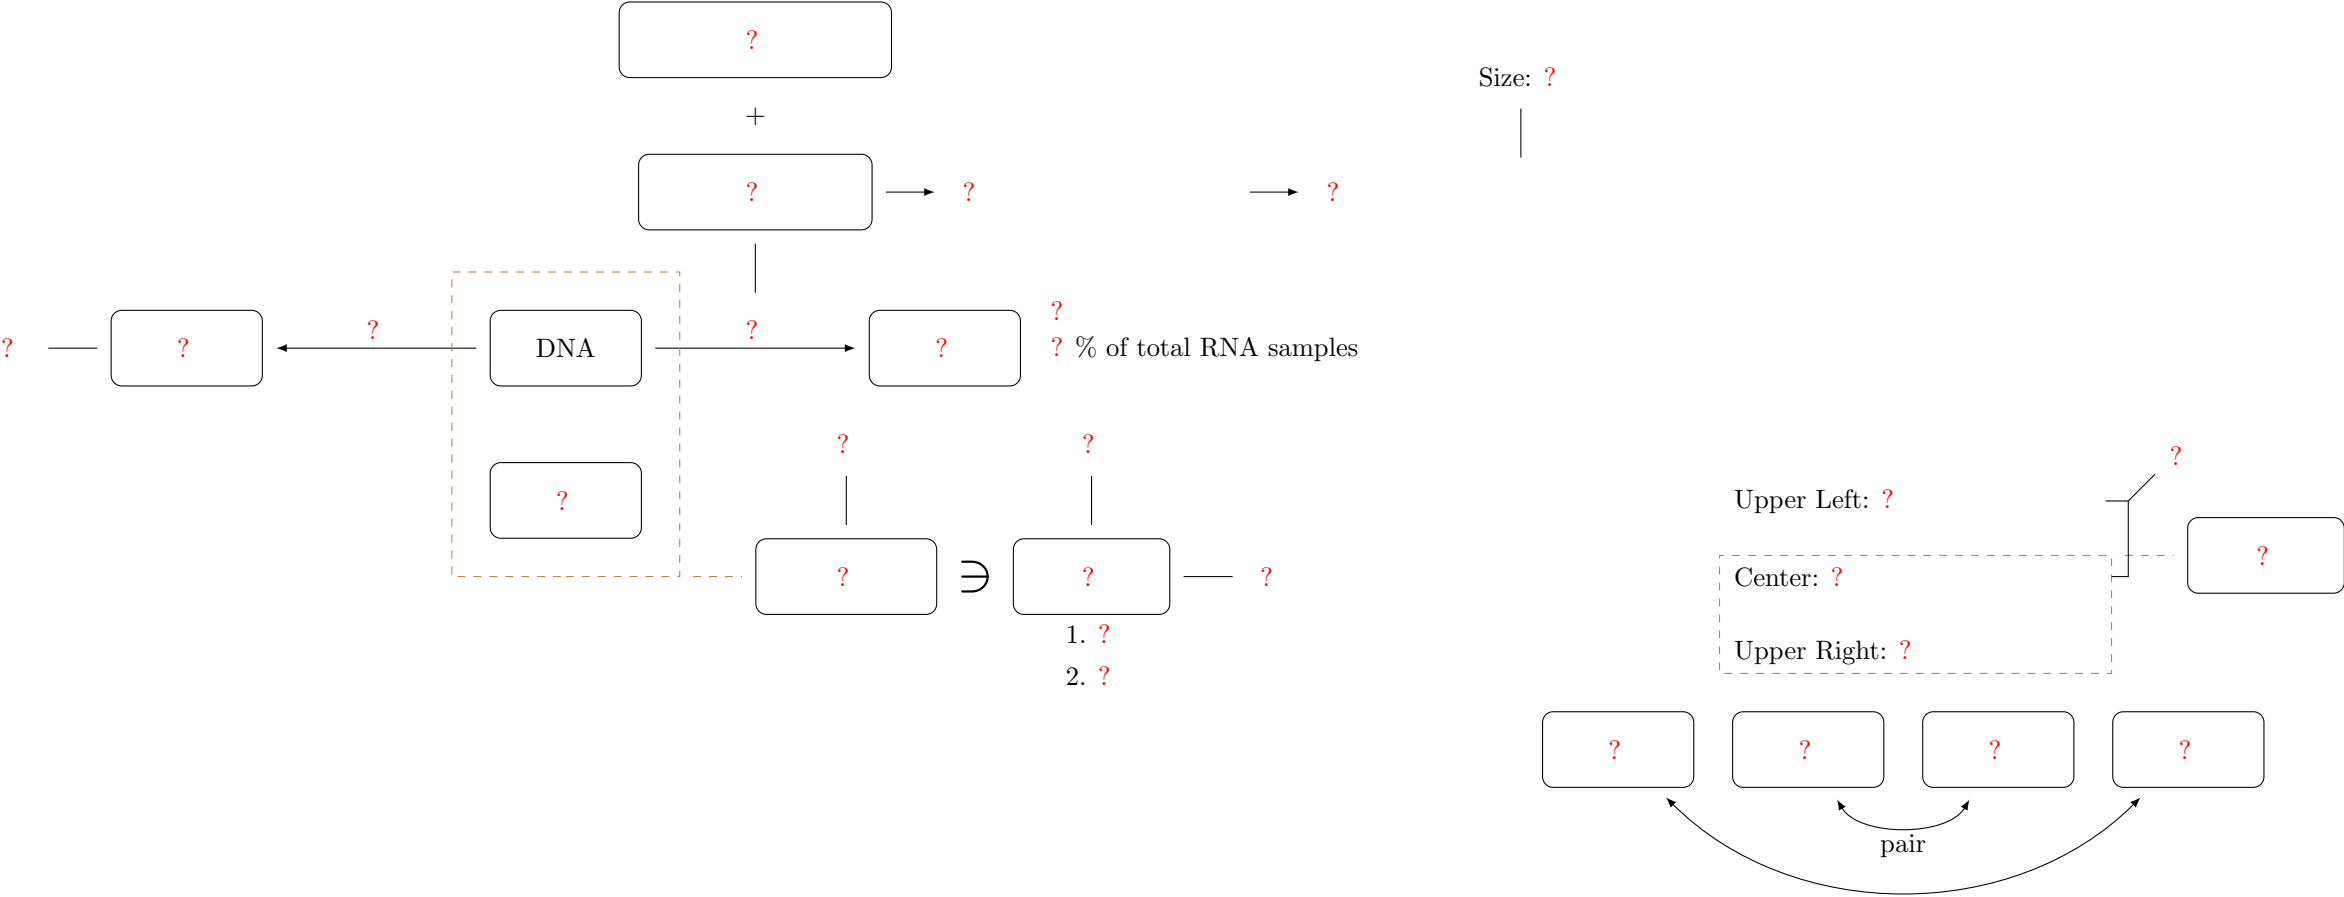 ?
Size: ?
+
? ? ?
? ? ? DNA ? ? ?
? % of total RNA samples
? ? ?
? Upper Left: ?
?
? ∋ ? ? Center: ?
1. ?
2. ?
Upper Right: ?
? ? ? ?
pair